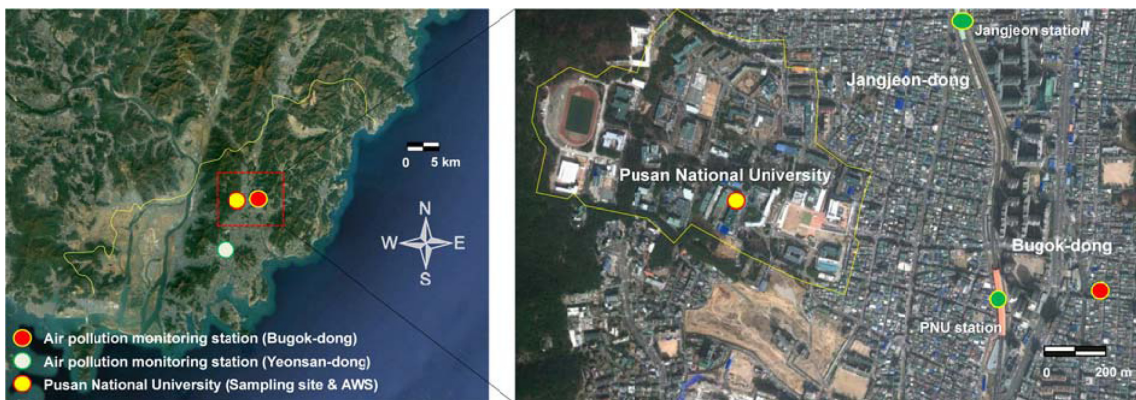 0 5 km
N
W E
S
Air pollution monitoring station (Bugok-dong)
Air pollution monitoring station (Yeonsan-dong)
Pusan National University (Sampling site & AWS)
Jangjeon station
Jangjeon-dong
Pusan National University
Bugok-dong
PNU station
0 200 m